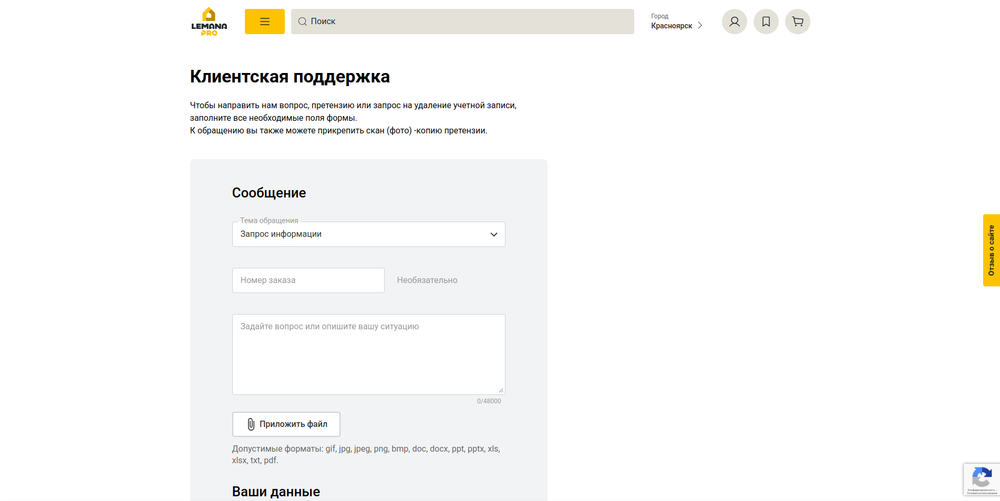 LEMANA
PRO
Поиск
Город
Красноярск
Клиентская поддержка
Чтобы направить нам вопрос, претензию или запрос на удаление учетной записи,
заполните все необходимые поля формы.
К обращению вы также можете прикрепить скан (фото) -копию претензии.
Сообщение
Тема обращения
Запрос информации
Номер заказа
Необязательно
Задайте вопрос или опишите вашу ситуацию
0/48000
Приложить файл
Допустимые форматы: gif, jpg, jpeg, png, bmp, doc, docx, ppt, pptx, xls,
xlsx, txt, pdf.
Ваши данные
Отзыв о сайте
Конфиденциальность -
Условия использования